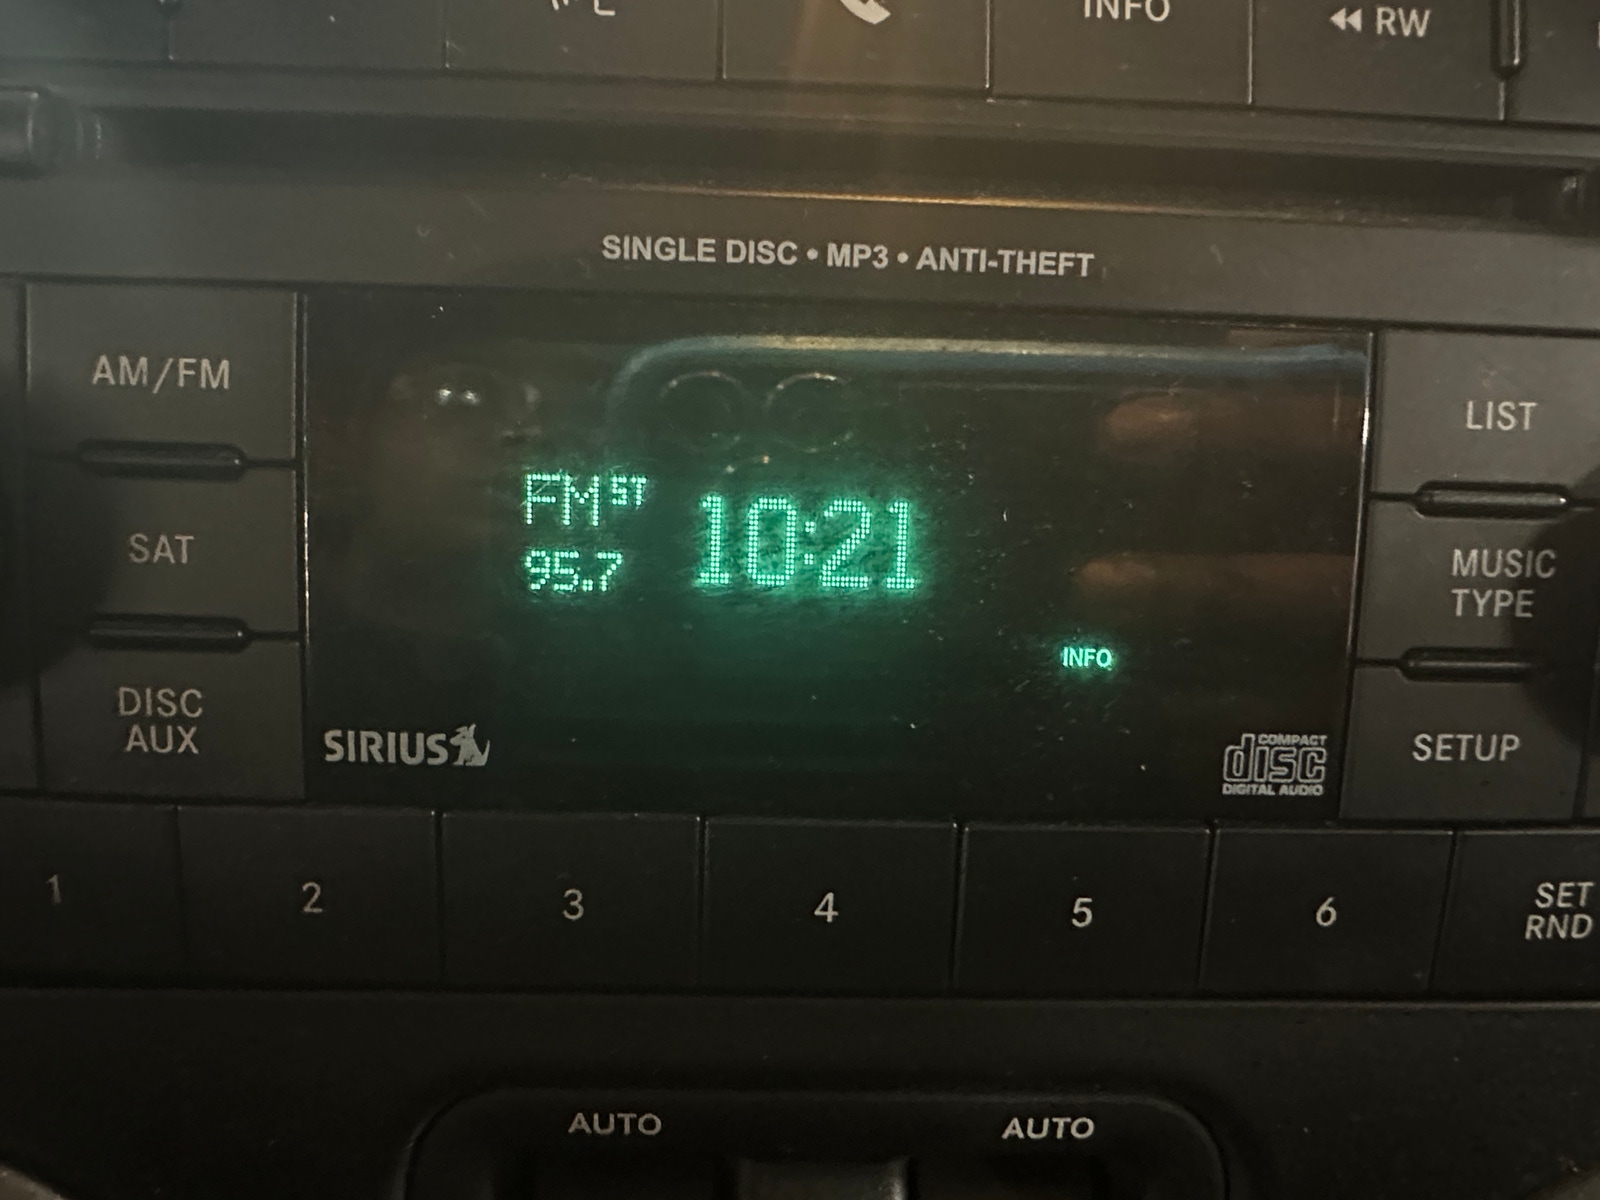 INFO
◄◄ RW
SINGLE DISC • MP3 • ANTI-THEFT
AM/FM
LIST
FM ST
10:21
95.7
SAT
MUSIC
TYPE
INFO
DISC
AUX
SIRIUS
COMPACT
disc
DIGITAL AUDIO
SETUP
1
2
3
4
5
6
SET
RND
AUTO
AUTO